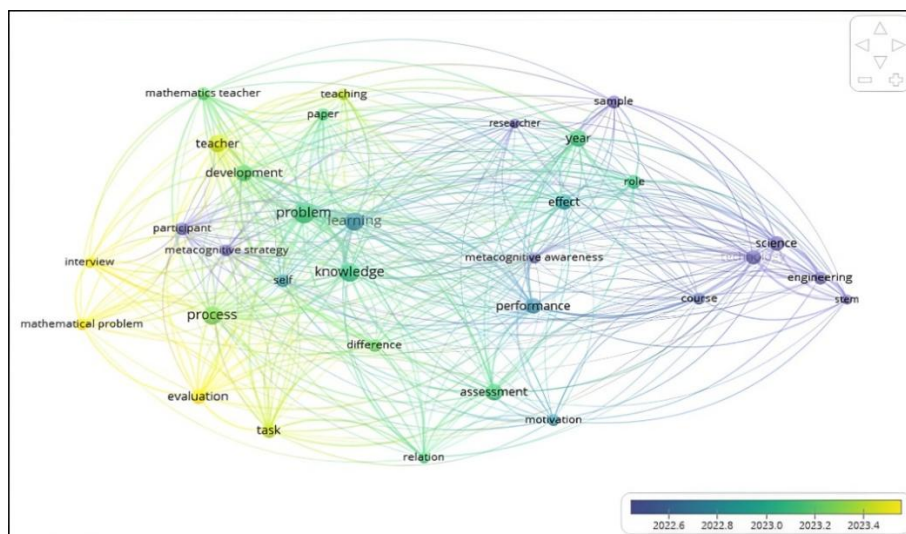 mathematics teacher
teaching
paper
sample
researcher
year
teacher
development
role
problem
learning
effect
participant
metacognitive strategy
science
metacognitive awareness
interview
self
knowledge
engineering
course
stem
performance
process
mathematical problem
difference
evaluation
assessment
task
motivation
relation
2022.6 2022.8 2023.0 2023.2 2023.4